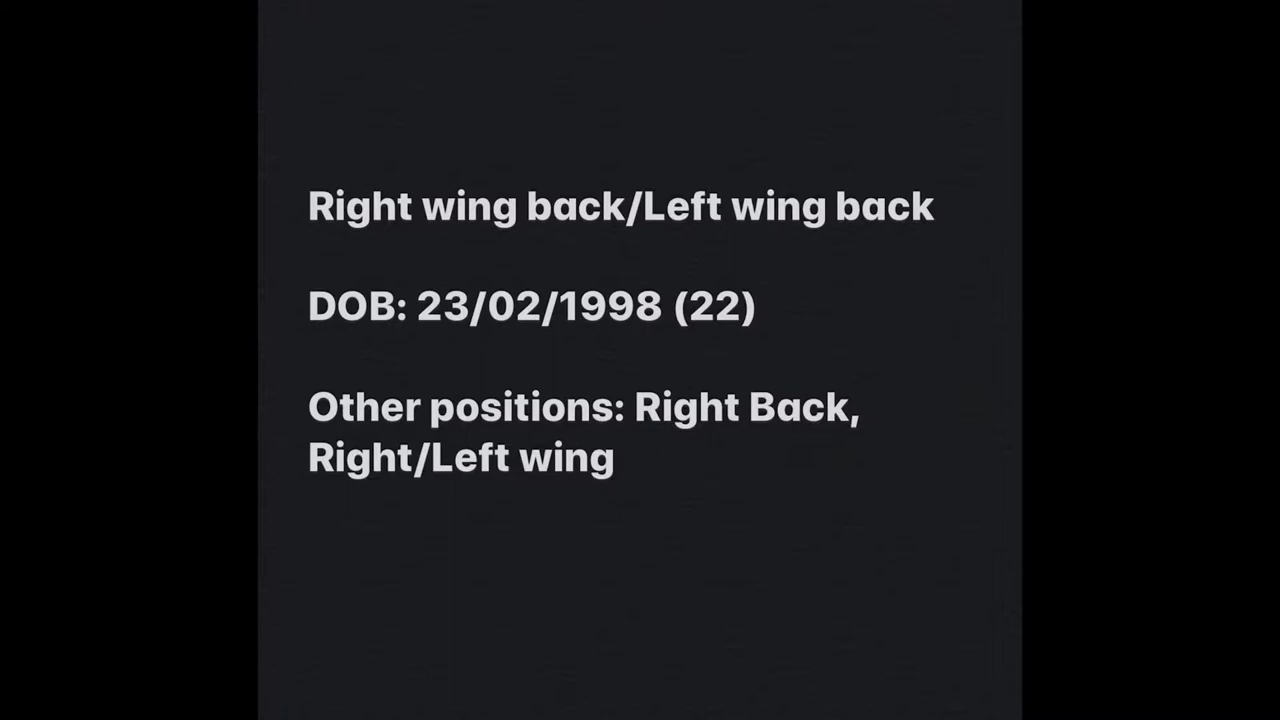 Right wing back/Left wing back
DOB: 23/02/1998 (22)
Other positions: Right Back,
Right/Left wing